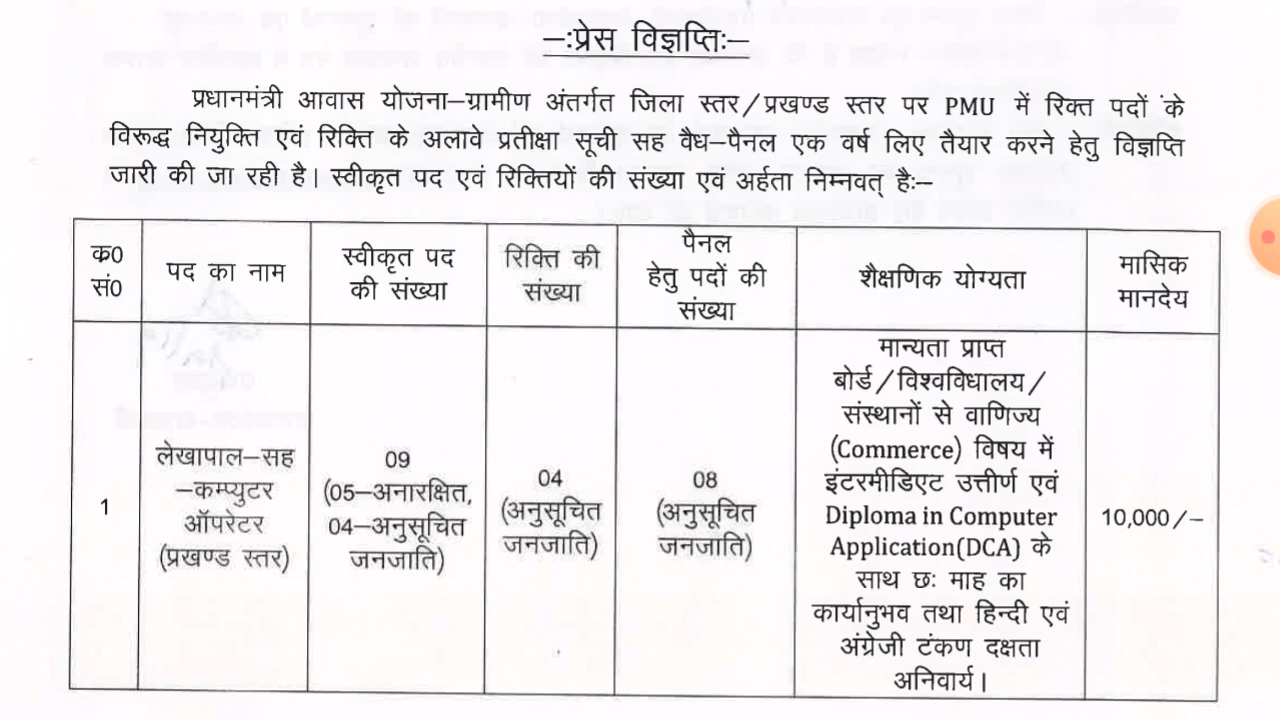 –ःप्रेस विज्ञप्तिः–
प्रधानमंत्री आवास योजना–ग्रामीण अंतर्गत जिला स्तर/प्रखण्ड स्तर पर PMU में रिक्त पदों के
विरूद्ध नियुक्ति एवं रिक्ति के अलावे प्रतीक्षा सूची सह वैध–पैनल एक वर्ष लिए तैयार करने हेतु विज्ञप्ति
जारी की जा रही है। स्वीकृत पद एवं रिक्तियों की संख्या एवं अर्हता निम्नवत् हैः–
क0
सं0
पद का नाम
स्वीकृत पद
की संख्या
रिक्ति की
संख्या
पैनल
हेतु पदों की
संख्या
शैक्षणिक योग्यता
मासिक
मानदेय
1
लेखापाल–सह
–कम्प्युटर
ऑपरेटर
(प्रखण्ड स्तर)
09
(05–अनारक्षित,
04–अनुसूचित
जनजाति)
04
(अनुसूचित
जनजाति)
08
(अनुसूचित
जनजाति)
मान्यता प्राप्त
बोर्ड/विश्वविधालय/
संस्थानों से वाणिज्य
(Commerce) विषय में
इंटरमीडिएट उत्तीर्ण एवं
Diploma in Computer
Application(DCA) के
साथ छः माह का
कार्यानुभव तथा हिन्दी एवं
अंग्रेजी टंकण दक्षता
अनिवार्य।
10,000/–